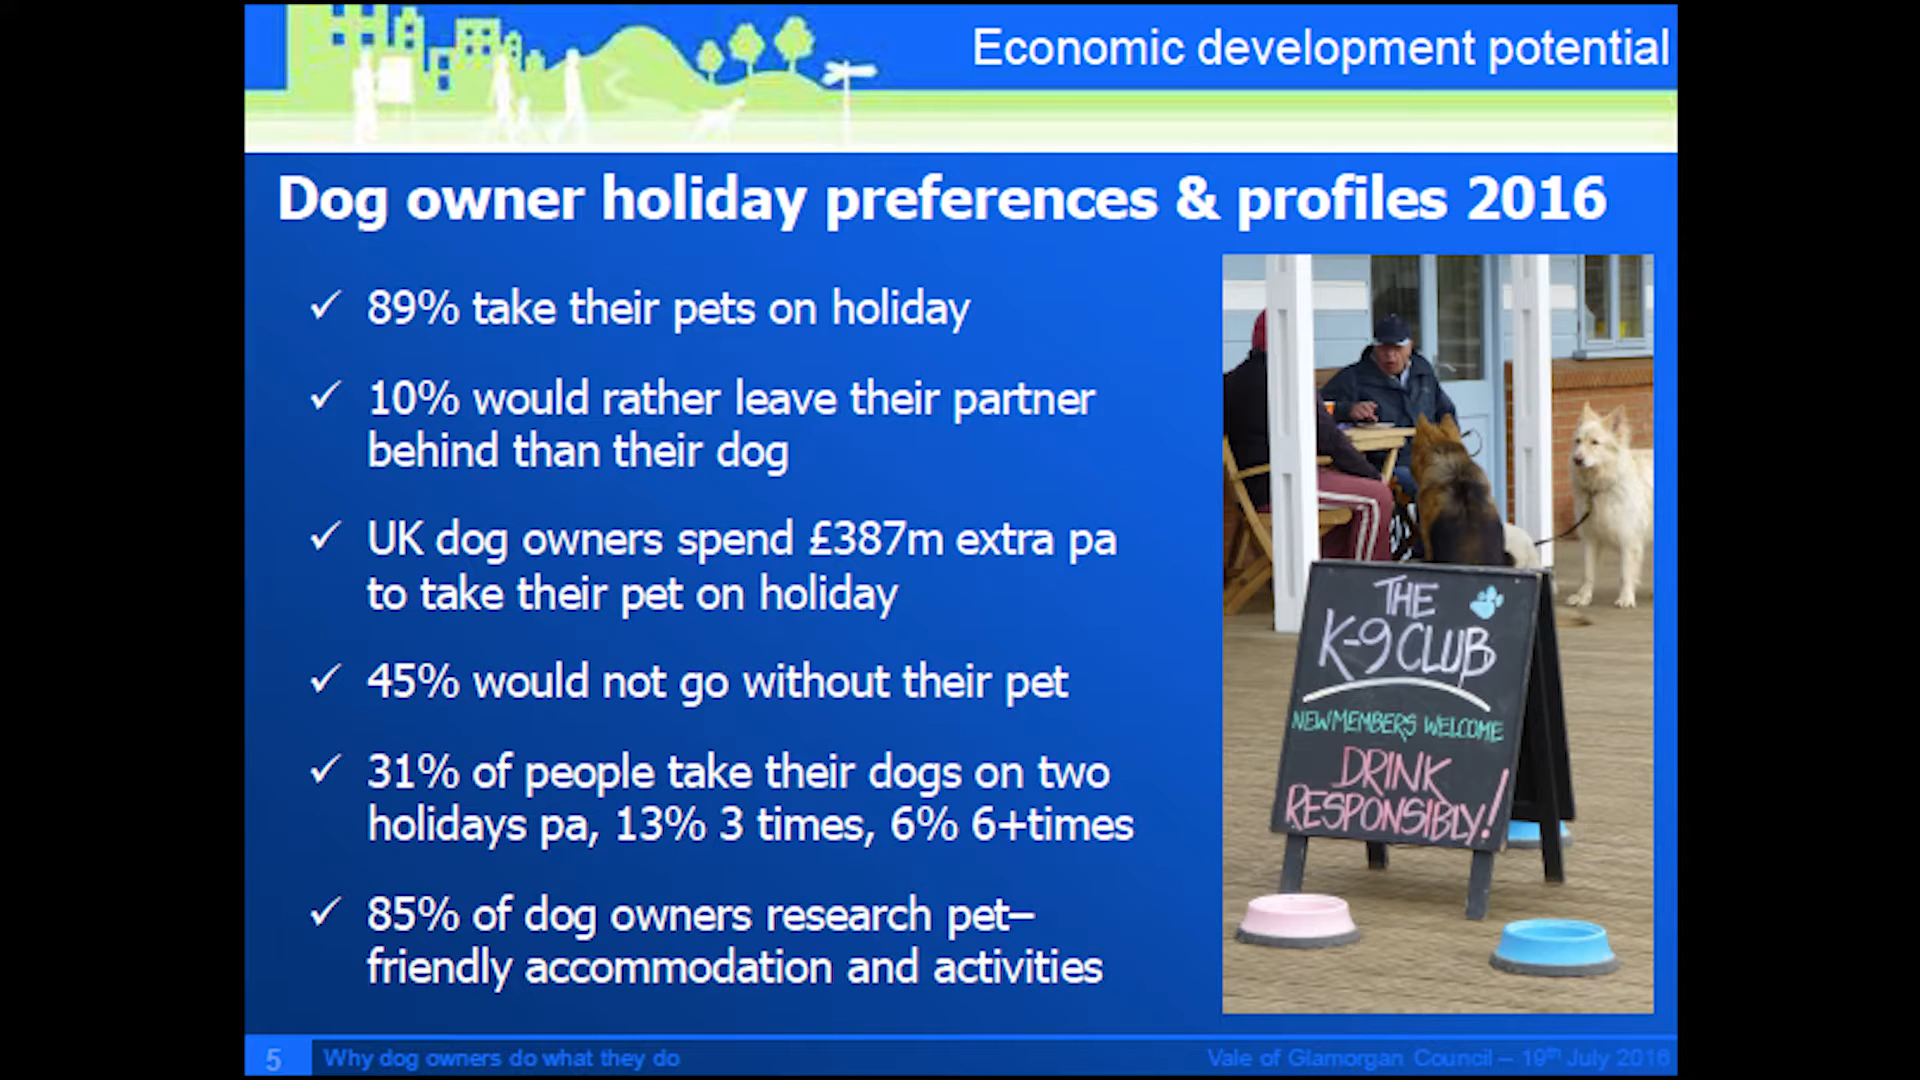 Economic development potential
Dog owner holiday preferences & profiles 2016
✓ 89% take their pets on holiday
✓ 10% would rather leave their partner
behind than their dog
✓ UK dog owners spend £387m extra pa
to take their pet on holiday
✓ 45% would not go without their pet
✓ 31% of people take their dogs on two
holidays pa, 13% 3 times, 6% 6+times
✓ 85% of dog owners research pet–
friendly accommodation and activities
THE
K-9 CLUB
NEW MEMBERS WELCOME
DRINK
RESPONSIBLY!
5
Why dog owners do what they do
Vale of Glamorgan Council – 19th July 2016